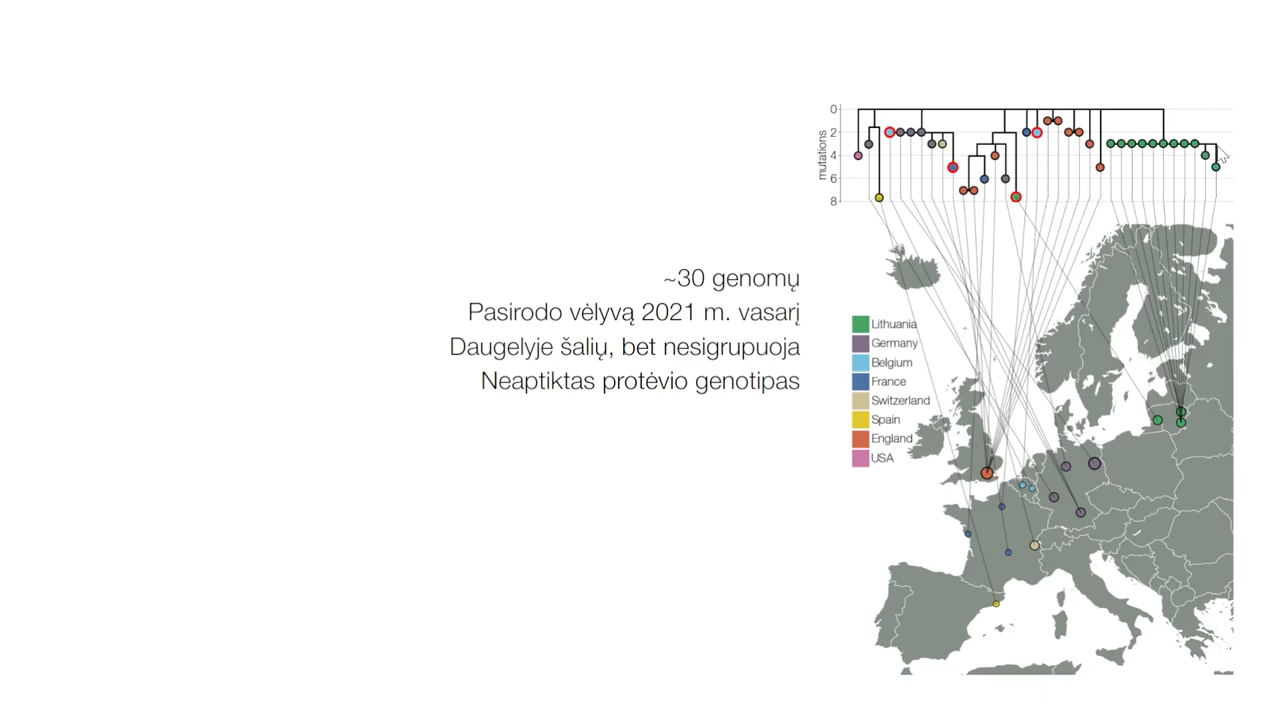 ~30 genomų
Pasirodo vėlyvą 2021 m. vasarį
Daugelyje šalių, bet nesigrupuoja
Neaptiktas protėvio genotipas
mutations
0
2
4
6
8
Lithuania
Germany
Belgium
France
Switzerland
Spain
England
USA